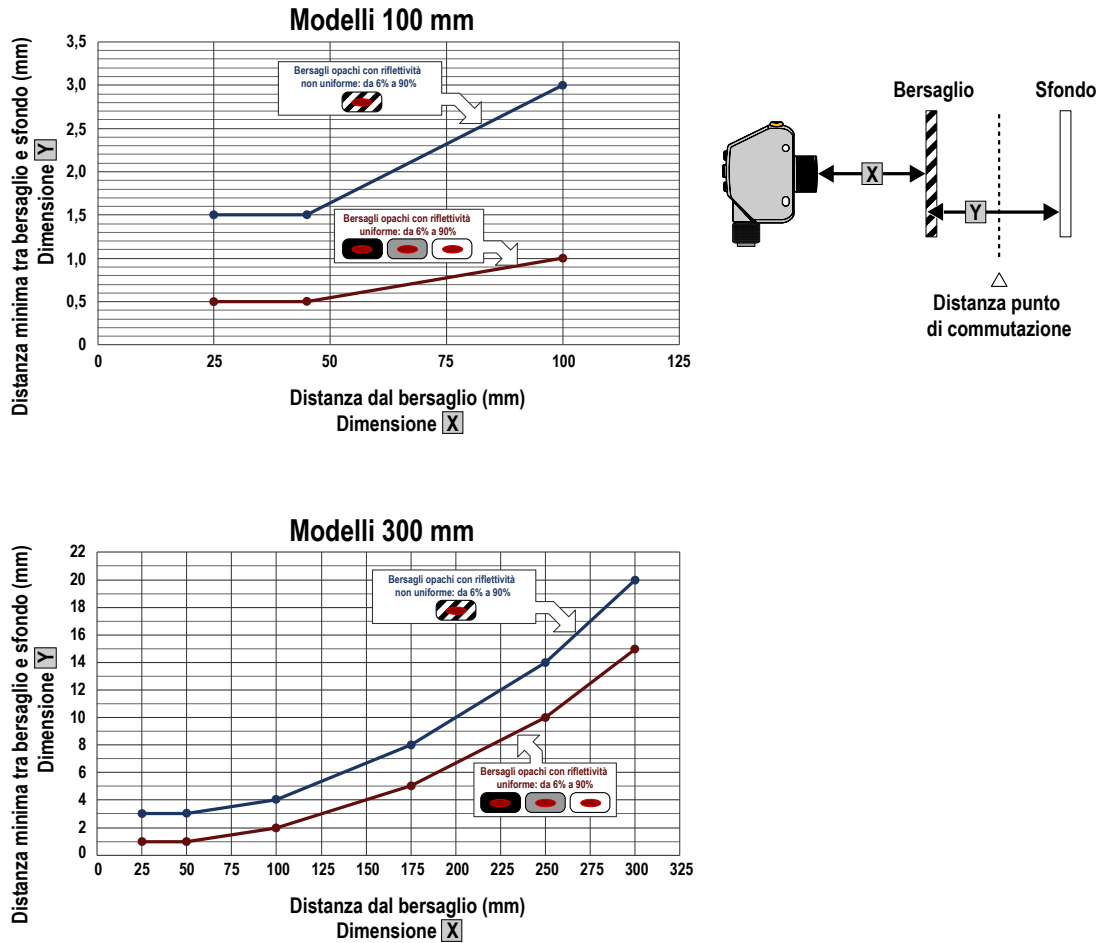 Modelli 100 mm
Distanza minima tra bersaglio e sfondo (mm)
Dimensione Y
3,5
3,0
2,5
2,0
1,5
1,0
0,5
0
Bersagli opachi con riflettività
non uniforme: da 6% a 90%
Bersagli opachi con riflettività
uniforme: da 6% a 90%
0 25 50 75 100 125
Distanza dal bersaglio (mm)
Dimensione X
Bersaglio Sfondo
X
Y
Distanza punto
di commutazione
Modelli 300 mm
Distanza minima tra bersaglio e sfondo (mm)
Dimensione Y
22
20
18
16
14
12
10
8
6
4
2
0
Bersagli opachi con riflettività
non uniforme: da 6% a 90%
Bersagli opachi con riflettività
uniforme: da 6% a 90%
0 25 50 75 100 125 150 175 200 225 250 275 300 325
Distanza dal bersaglio (mm)
Dimensione X